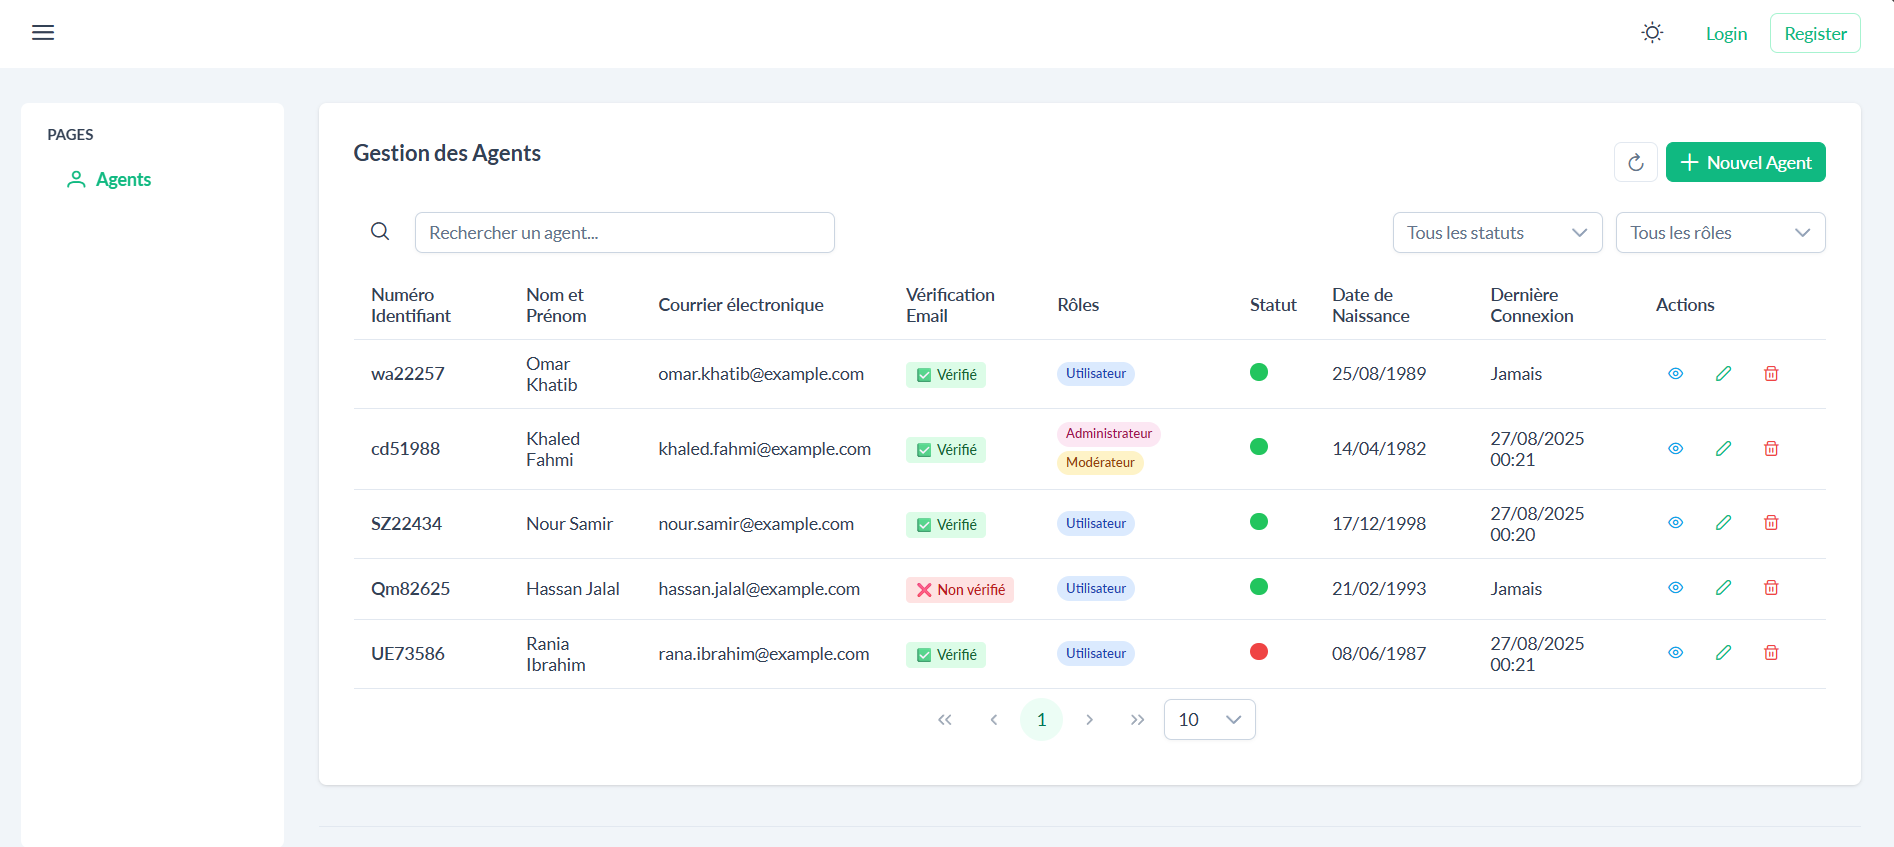 Login
Register
PAGES
Agents
Gestion des Agents
Nouvel Agent
Rechercher un agent...
Tous les statuts
Tous les rôles
Numéro Identifiant
Nom et Prénom
Courrier électronique
Vérification Email
Rôles
Statut
Date de Naissance
Dernière Connexion
Actions
wa22257
Omar Khatib
omar.khatib@example.com
Vérifié
Utilisateur
25/08/1989
Jamais
cd51988
Khaled Fahmi
khaled.fahmi@example.com
Vérifié
Administrateur
Modérateur
14/04/1982
27/08/2025 00:21
SZ22434
Nour Samir
nour.samir@example.com
Vérifié
Utilisateur
17/12/1998
27/08/2025 00:20
Qm82625
Hassan Jalal
hassan.jalal@example.com
Non vérifié
Utilisateur
21/02/1993
Jamais
UE73586
Rania Ibrahim
rana.ibrahim@example.com
Vérifié
Utilisateur
08/06/1987
27/08/2025 00:21
1
10